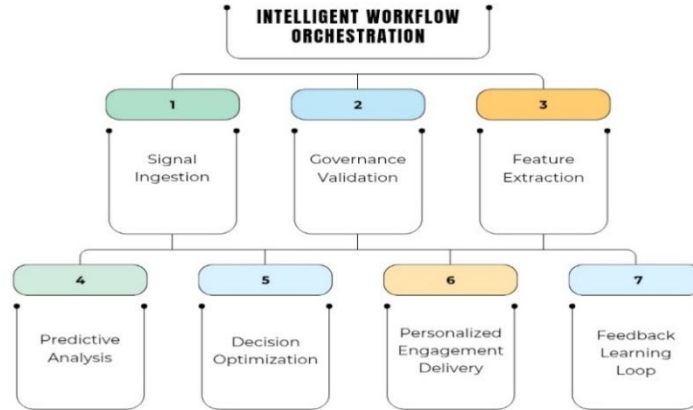 INTELLIGENT WORKFLOW
ORCHESTRATION
1
2
3
Signal
Ingestion
Governance
Validation
Feature
Extraction
4
5
6
7
Predictive
Analysis
Decision
Optimization
Personalized
Engagement
Delivery
Feedback
Learning
Loop